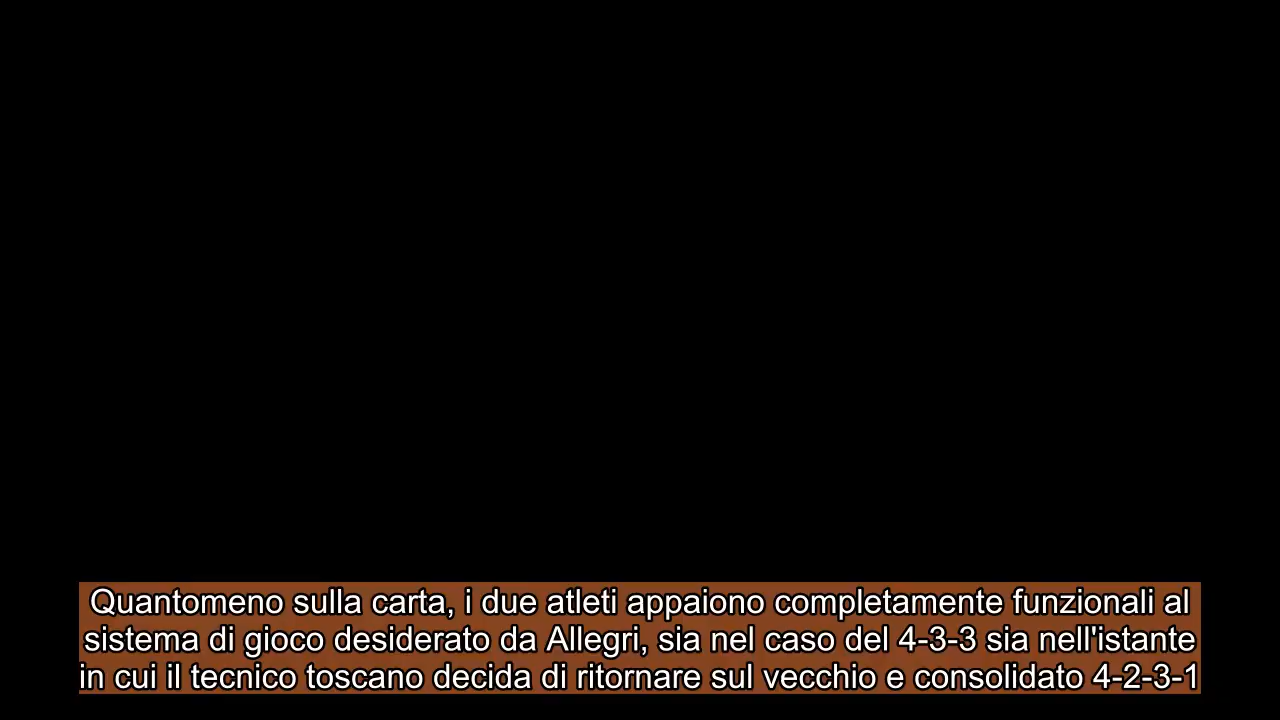 Quantomeno sulla carta, i due atleti appaiono completamente funzionali al
sistema di gioco desiderato da Allegri, sia nel caso del 4-3-3 sia nell'istante
in cui il tecnico toscano decida di ritornare sul vecchio e consolidato 4-2-3-1